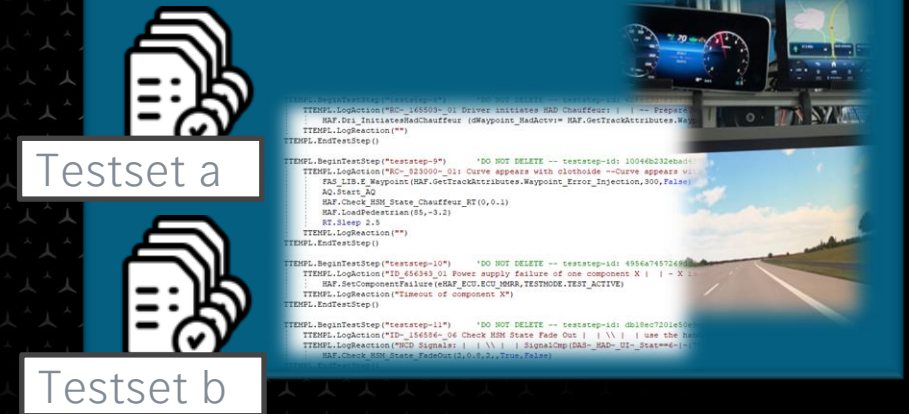 Testset a
Testset b
70
TTEMPL.LogAction("RC-_165503-_01 Driver initiates HAD Chauffeur: | | -- Prepare
HAF.Dri_InitiatesHadChauffeur (dWaypoint_HadActv:= HAF.GetTrackAttributes.Way
TTEMPL.LogReaction("")
TTEMPL.EndTestStep()
TTEMPL.BeginTestStep("teststep-9") 'DO NOT DELETE -- teststep-id: 10046b232ebad
TTEMPL.LogAction("RC-_823000-_01: Curve appears with clothoide --Curve appears wi
FAS_LIB.E_Waypoint(HAF.GetTrackAttributes.Waypoint_Error_Injection,300,False)
AQ.Start_AQ
HAF.Check_HSM_State_Chauffeur_RT(0,0.1)
HAF.LoadPedestrian(85,-3.2)
RT.Sleep 2.5
TTEMPL.LogReaction("")
TTEMPL.EndTestStep()
TTEMPL.BeginTestStep("teststep-10") 'DO NOT DELETE -- teststep-id: 4956a7457269
TTEMPL.LogAction("ID_656343_01 Power supply failure of one component X | | - X
HAF.SetComponentFailure(eHAF_ECU.ECU_MMRR,TESTMODE.TEST_ACTIVE)
TTEMPL.LogReaction("Timeout of component X")
TTEMPL.EndTestStep()
TTEMPL.BeginTestStep("teststep-11") 'DO NOT DELETE -- teststep-id: db18ec7201e50
TTEMPL.LogAction("ID-_156586-_06 Check HSM State Fade Out | | \\ | | use the han
TTEMPL.LogReaction("NCD Signals: | | \\ | | SignalCmp(DAS-_HAD-_UI-_Stat==6-|-
HAF.Check_HSM_State_FadeOut(2,0.8,2,,True,False)